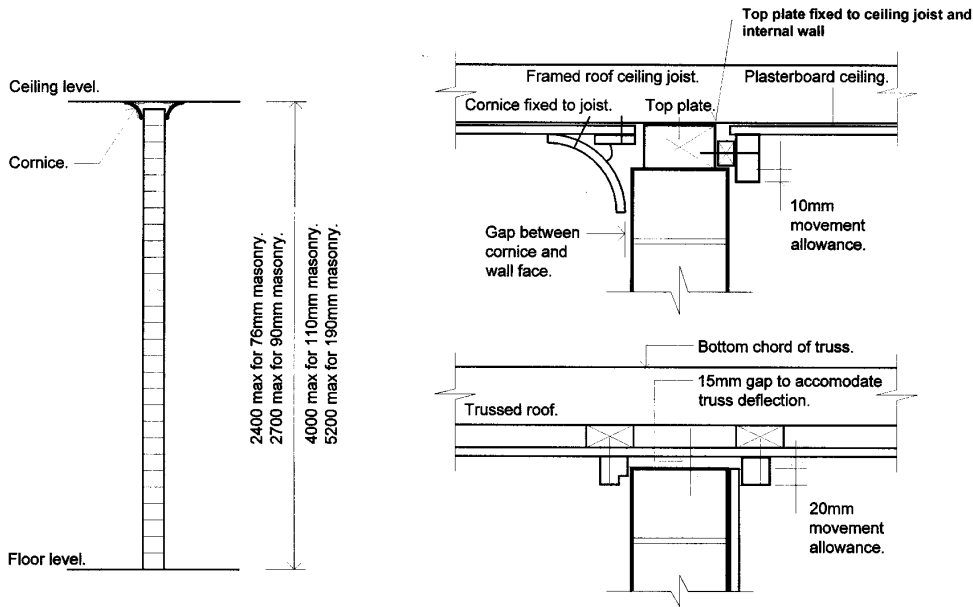 Ceiling level.
Cornice.
2400 max for 76mm masonry.
2700 max for 90mm masonry.
4000 max for 110mm masonry.
5200 max for 190mm masonry.
Floor level.
Top plate fixed to ceiling joist and
internal wall
Framed roof ceiling joist.
Plasterboard ceiling.
Cornice fixed to joist.
Top plate.
10mm
movement
allowance.
Gap between
cornice and
wall face.
Bottom chord of truss.
15mm gap to accomodate
truss deflection.
Trussed roof.
20mm
movement
allowance.